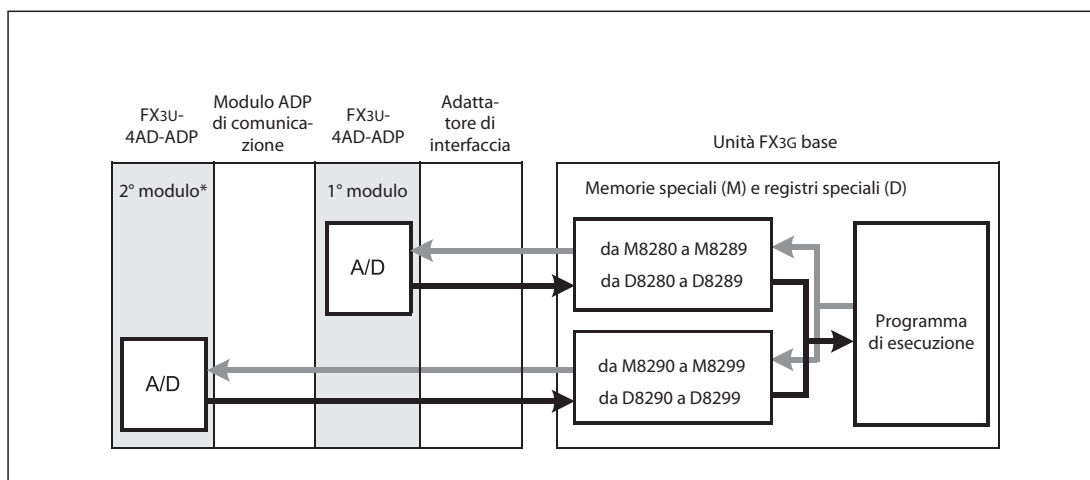 FX3U-
4AD-ADP
Modulo ADP
di comunica-
zione
FX3U-
4AD-ADP
Adatta-
tore di
interfaccia
Unità FX3G base
2° modulo*
1° modulo
Memorie speciali (M) e registri speciali (D)
A/D
da M8280 a M8289
da D8280 a D8289
Programma
di esecuzione
A/D
da M8290 a M8299
da D8290 a D8299